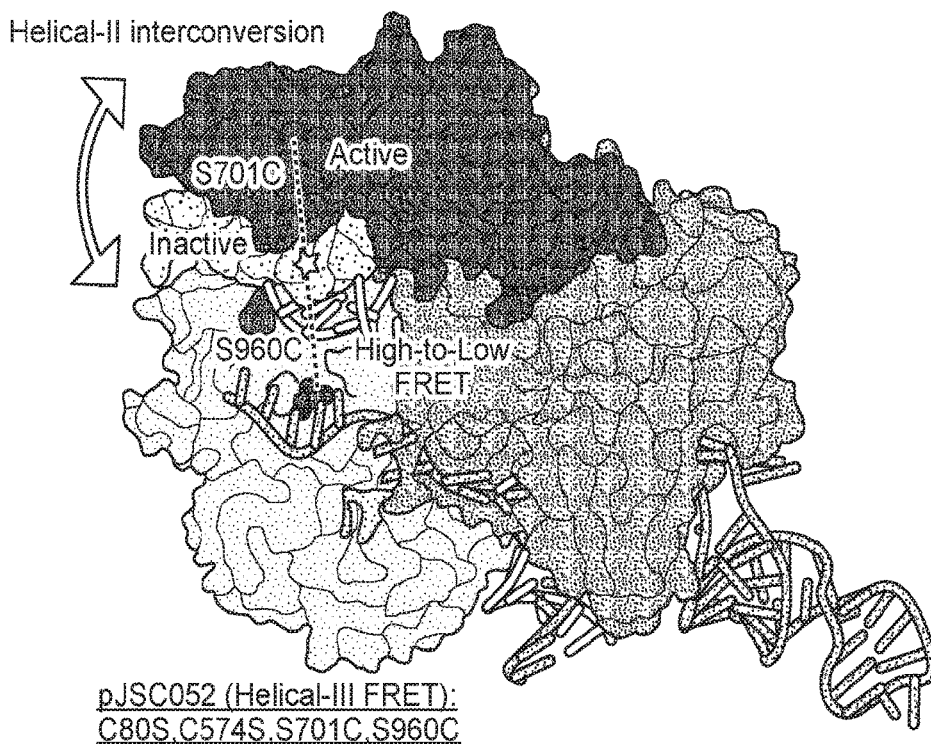 Helical-II interconversion
S701C
Active
Inactive
S960C
High-to-Low
FRET
pJSC052 (Helical-III FRET):
C80S,C574S.S701C,S960C